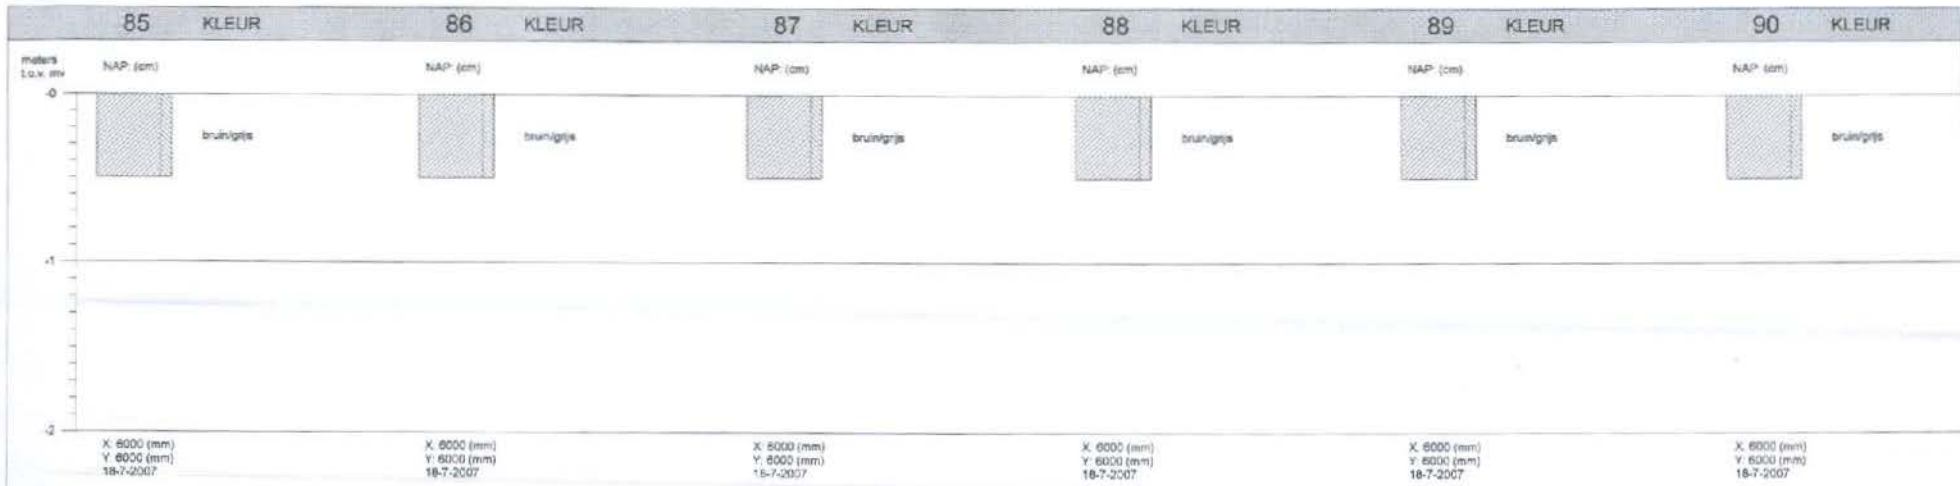 85 KLEUR 86 KLEUR 87 KLEUR 88 KLEUR 89 KLEUR 90 KLEUR
meters
t.o.v. mv
NAP: (cm) NAP: (cm) NAP: (cm) NAP: (cm) NAP: (cm) NAP: (cm)
-0
bruin/grijs bruin/grijs bruin/grijs bruin/grijs bruin/grijs bruin/grijs
-1
-2
X: 6000 (mm) X: 6000 (mm) X: 6000 (mm) X: 6000 (mm) X: 6000 (mm) X: 6000 (mm)
Y: 6000 (mm) Y: 6000 (mm) Y: 6000 (mm) Y: 6000 (mm) Y: 6000 (mm) Y: 6000 (mm)
18-7-2007 18-7-2007 18-7-2007 18-7-2007 18-7-2007 18-7-2007